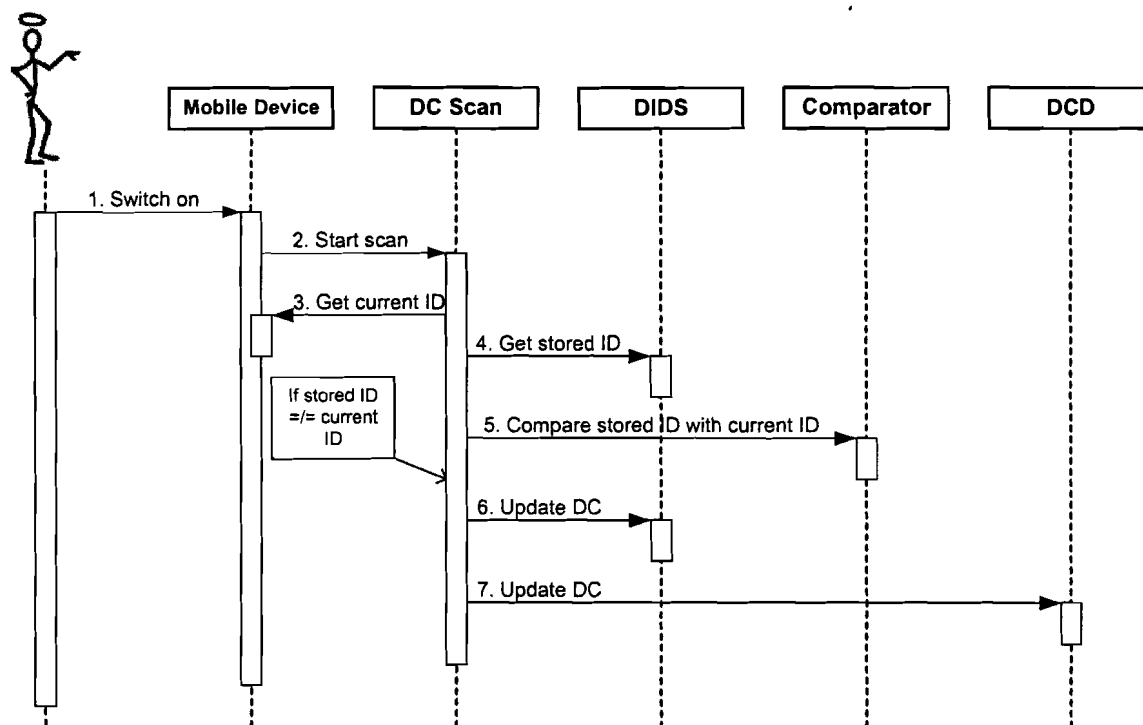 Mobile Device
DC Scan
DIDS
Comparator
DCD
1. Switch on
2. Start scan
3. Get current ID
4. Get stored ID
If stored ID
=/= current
ID
5. Compare stored ID with current ID
6. Update DC
7. Update DC